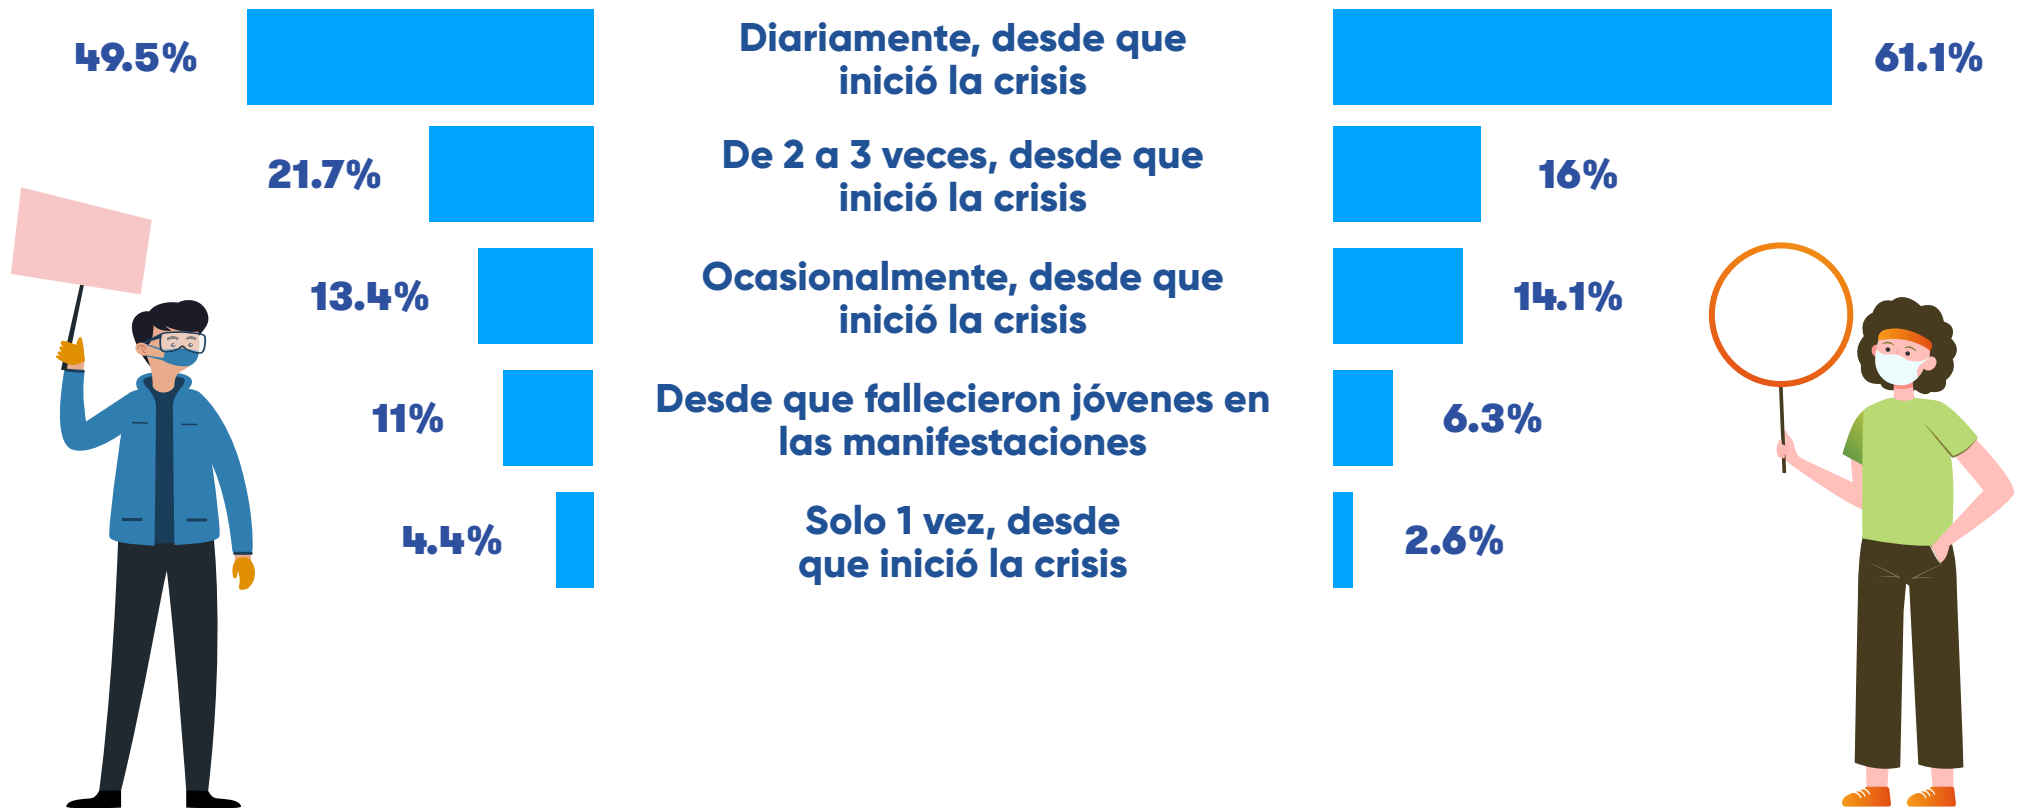 49.5%
Diariamente, desde que
inició la crisis
61.1%
21.7%
De 2 a 3 veces, desde que
inició la crisis
16%
13.4%
Ocasionalmente, desde que
inició la crisis
14.1%
11%
Desde que fallecieron jóvenes en
las manifestaciones
6.3%
4.4%
Solo 1 vez, desde
que inició la crisis
2.6%